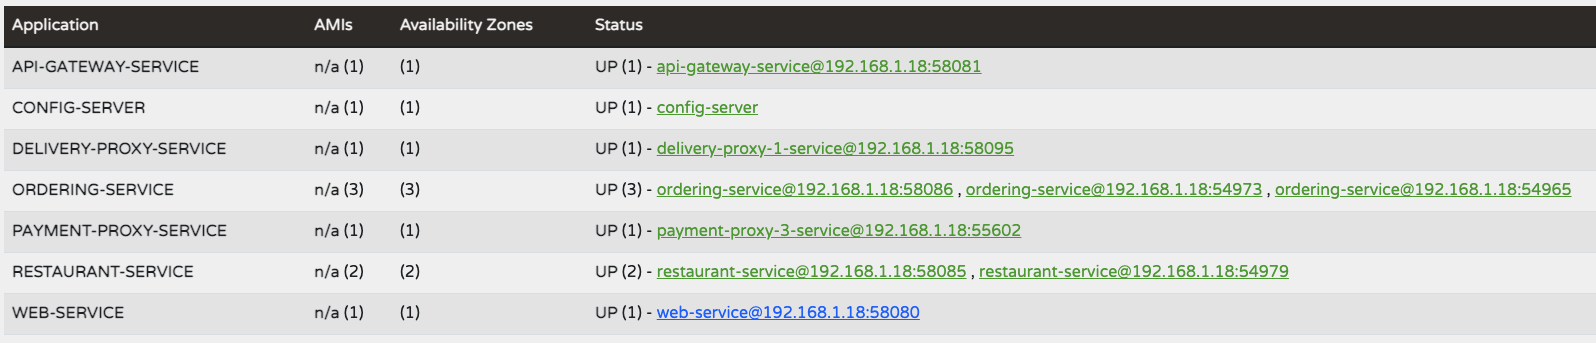 Application AMIs Availability Zones Status
API-GATEWAY-SERVICE n/a (1) (1) UP (1) - api-gateway-service@192.168.1.18:58081
CONFIG-SERVER n/a (1) (1) UP (1) - config-server
DELIVERY-PROXY-SERVICE n/a (1) (1) UP (1) - delivery-proxy-1-service@192.168.1.18:58095
ORDERING-SERVICE n/a (3) (3) UP (3) - ordering-service@192.168.1.18:58086 , ordering-service@192.168.1.18:54973 , ordering-service@192.168.1.18:54965
PAYMENT-PROXY-SERVICE n/a (1) (1) UP (1) - payment-proxy-3-service@192.168.1.18:55602
RESTAURANT-SERVICE n/a (2) (2) UP (2) - restaurant-service@192.168.1.18:58085 , restaurant-service@192.168.1.18:54979
WEB-SERVICE n/a (1) (1) UP (1) - web-service@192.168.1.18:58080